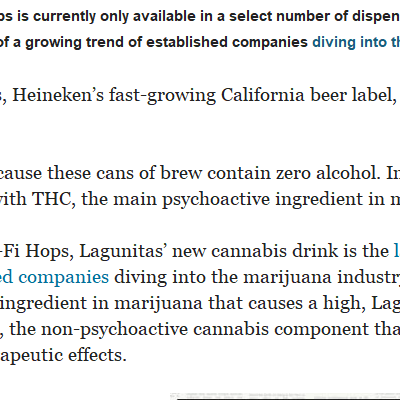 ps is currently only available in a select number of dispen
of a growing trend of established companies diving into th
s, Heineken’s fast-growing California beer label,
cause these cans of brew contain zero alcohol. In
with THC, the main psychoactive ingredient in m
-Fi Hops, Lagunitas’ new cannabis drink is the l
ed companies diving into the marijuana industry
ingredient in marijuana that causes a high, Lag
, the non-psychoactive cannabis component tha
apeutic effects.